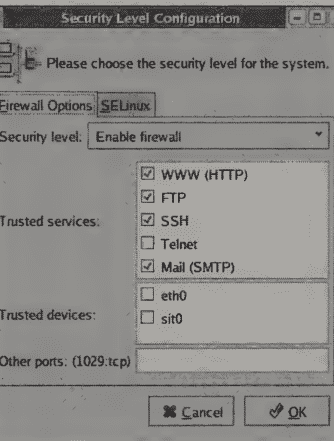 Security Level Configuration
Please choose the security level for the system.
Firewall Options SELinux
Security level: Enable firewall
WWW (HTTP)
FTP
Trusted services: SSH
Telnet
Mail (SMTP)
eth0
Trusted devices: sit0
Other ports: (1029:tcp)
Cancel OK